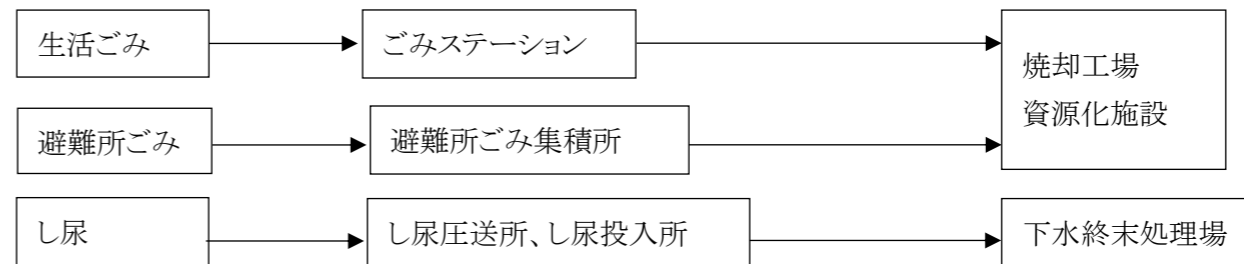 生活ごみ
ごみステーション
焼却工場
資源化施設
避難所ごみ
避難所ごみ集積所
し尿
し尿圧送所、し尿投入所
下水終末処理場